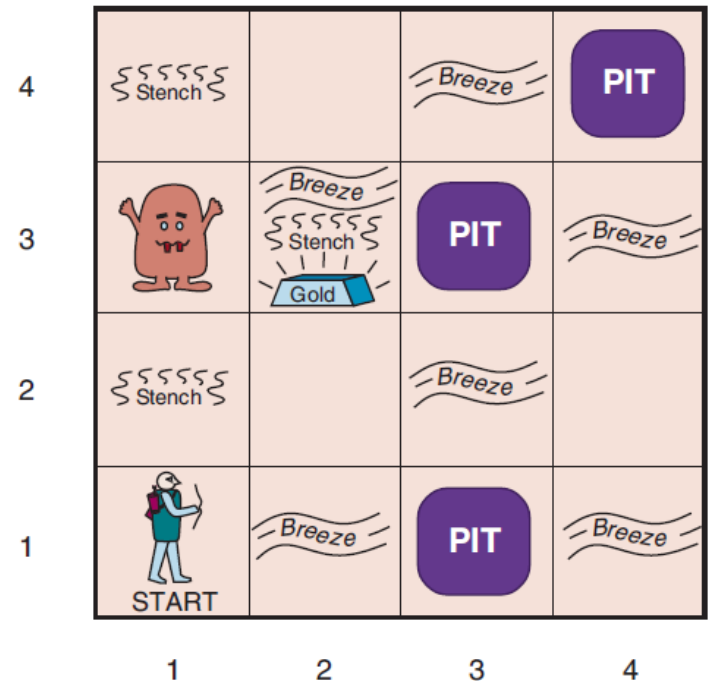 4
Stench
Breeze
PIT
3
Breeze
Stench
Gold
PIT
Breeze
2
Stench
Breeze
1
START
Breeze
PIT
Breeze
1 2 3 4